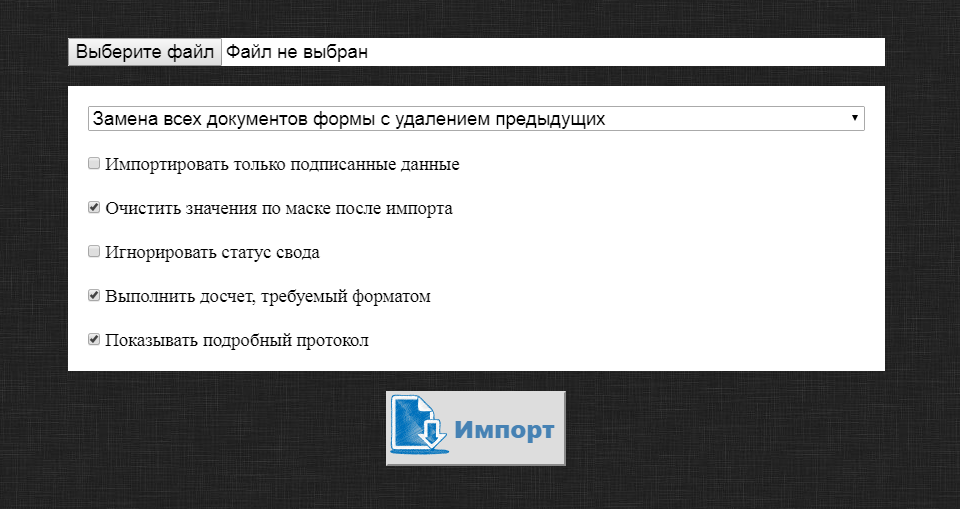 Выберите файл Файл не выбран
Замена всех документов формы с удалением предыдущих
Импортировать только подписанные данные
Очистить значения по маске после импорта
Игнорировать статус свода
Выполнить досчет, требуемый форматом
Показывать подробный протокол
Импорт